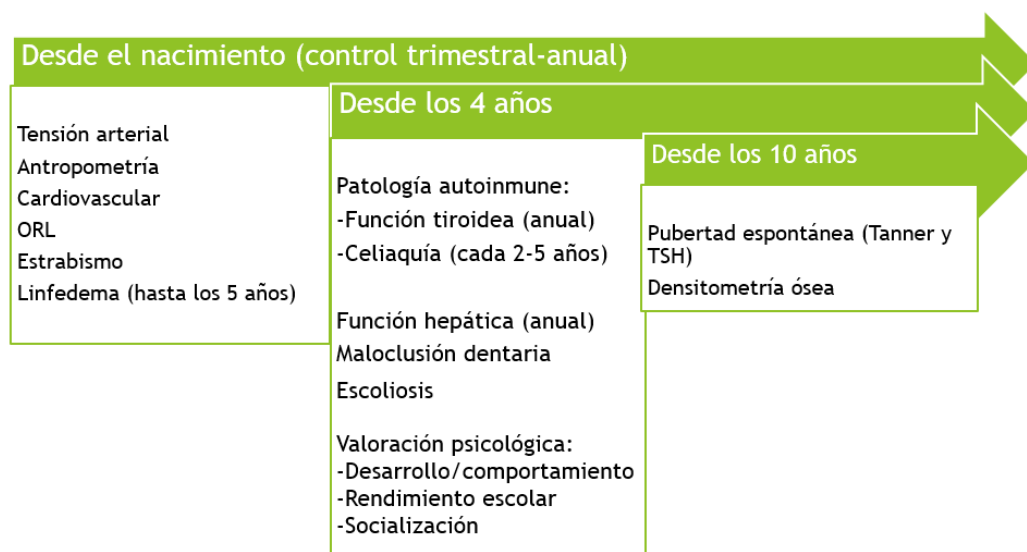 Desde el nacimiento (control trimestral-anual)
Tensión arterial
Antropometría
Cardiovascular
ORL
Estrabismo
Linfedema (hasta los 5 años)
Desde los 4 años
Patología autoinmune:
-Función tiroidea (anual)
-Celiaquía (cada 2-5 años)
Función hepática (anual)
Maloclusión dentaria
Escoliosis
Valoración psicológica:
-Desarrollo/comportamiento
-Rendimiento escolar
-Socialización
Desde los 10 años
Pubertad espontánea (Tanner y
TSH)
Densitometría ósea